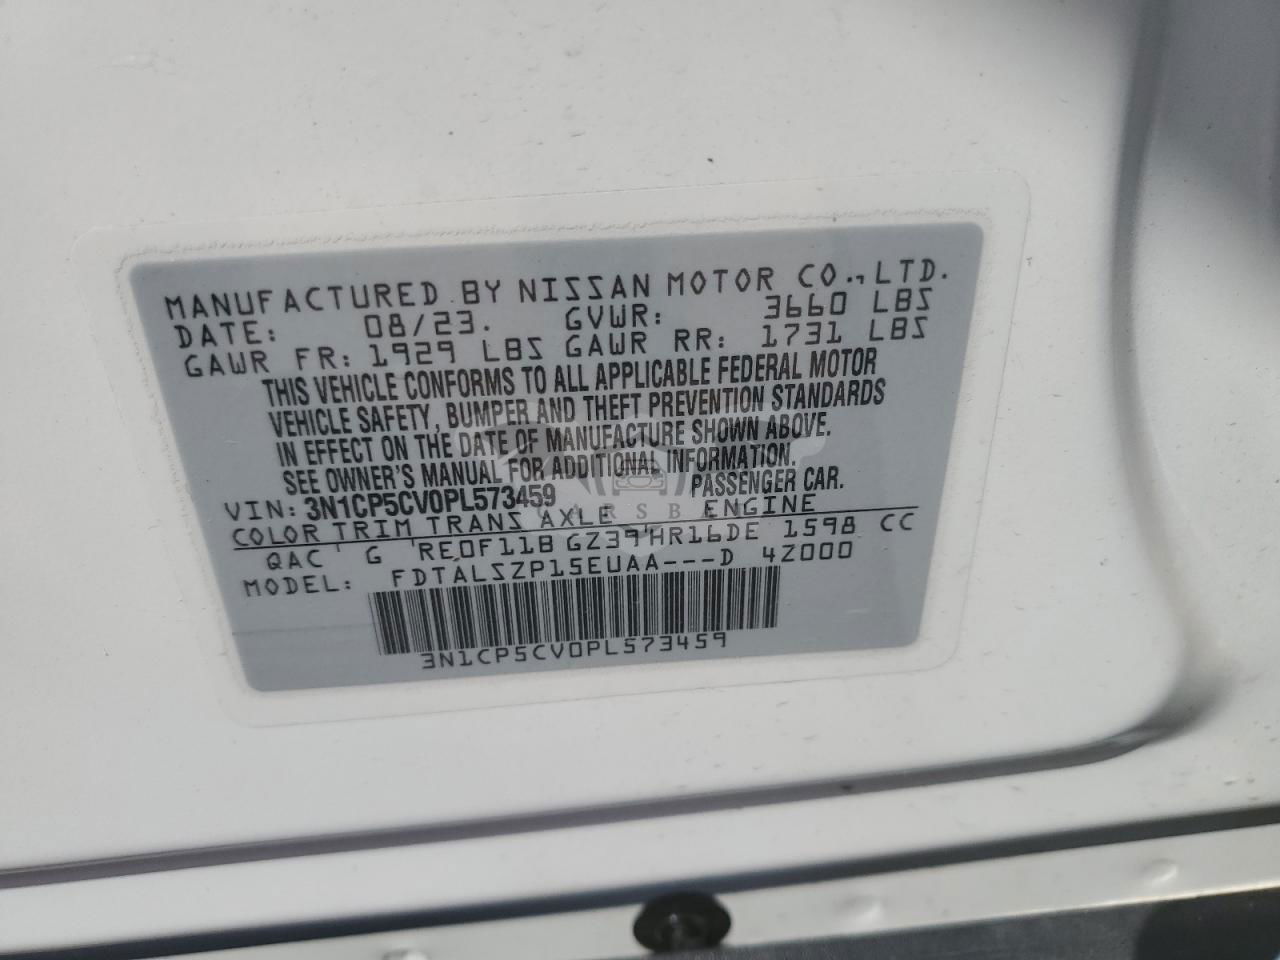 MANUFACTURED BY NISSAN MOTOR CO., LTD.
DATE: 08/23. GVWR: 3660 LBS
GAWR FR: 1929 LBS GAWR RR: 1731 LBS
THIS VEHICLE CONFORMS TO ALL APPLICABLE FEDERAL MOTOR
VEHICLE SAFETY, BUMPER AND THEFT PREVENTION STANDARDS
IN EFFECT ON THE DATE OF MANUFACTURE SHOWN ABOVE.
SEE OWNER'S MANUAL FOR ADDITIONAL INFORMATION.
VIN: 3N1CP5CV0PL573459 PASSENGER CAR.
COLOR TRIM TRANS AXLE ENGINE
QAC G RE0F11B GZ39 HR16DE 1598 CC
MODEL: FDTALSZP15EUAA---D 4Z000
3N1CP5CV0PL573459